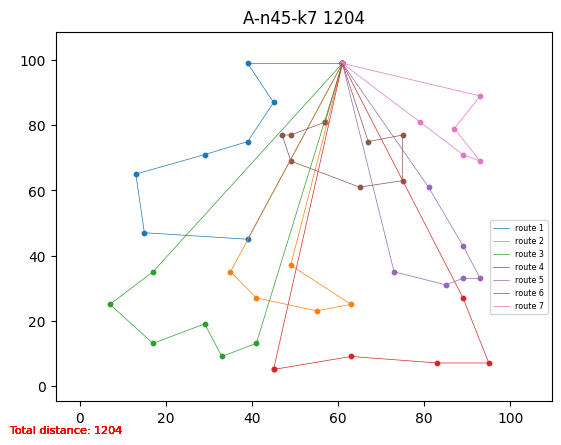 A-n45-k7 1204
100
80
60
40
20
0
route 1
route 2
route 3
route 4
route 5
route 6
route 7
0 20 40 60 80 100
Total distance: 1204